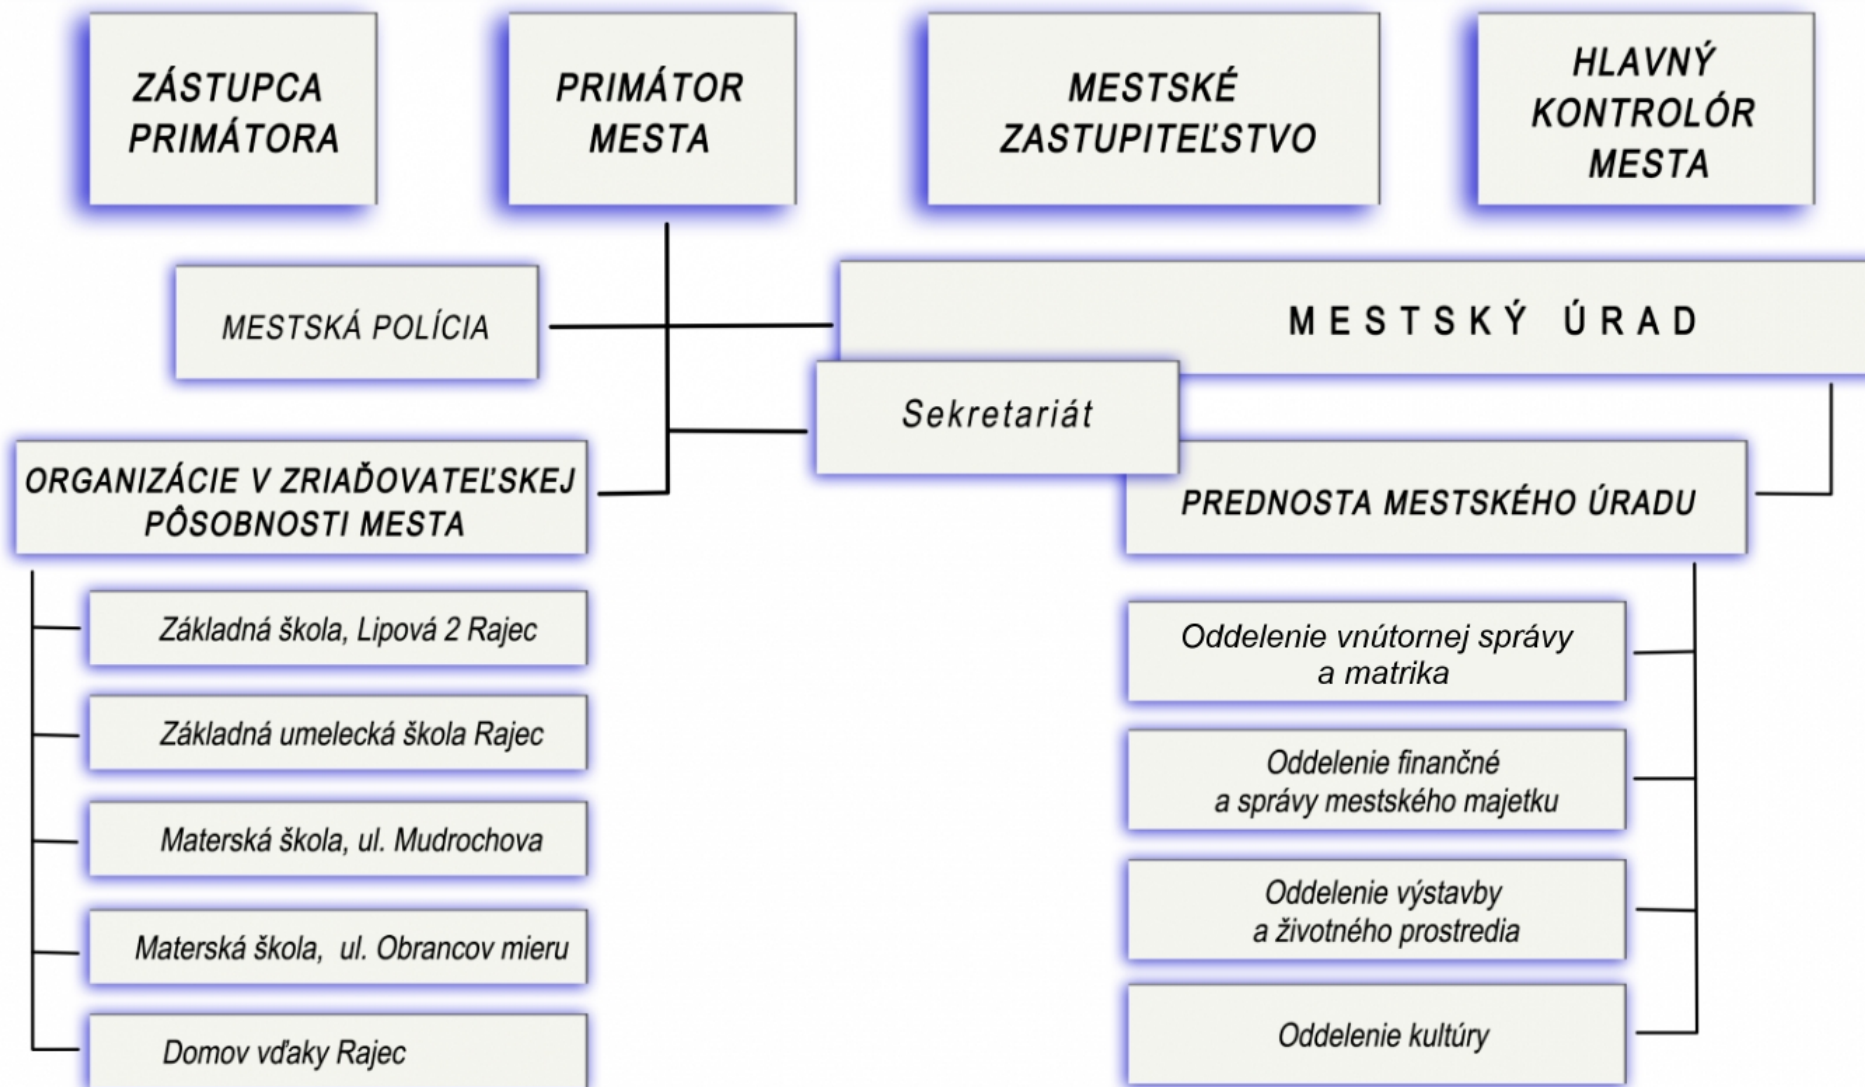 ZÁSTUPCA
PRIMÁTORA
PRIMÁTOR
MESTA
MESTSKÉ
ZASTUPITEĽSTVO
HLAVNÝ
KONTROLÓR
MESTA
MESTSKÁ POLÍCIA
MESTSKÝ ÚRAD
Sekretariát
ORGANIZÁCIE V ZRIAĎOVATEĽSKEJ
PÔSOBNOSTI MESTA
PREDNOSTA MESTSKÉHO ÚRADU
Základná škola, Lipová 2 Rajec
Základná umelecká škola Rajec
Materská škola, ul. Mudrochova
Materská škola, ul. Obrancov mieru
Domov vďaky Rajec
Oddelenie vnútornej správy
a matrika
Oddelenie finančné
a správy mestského majetku
Oddelenie výstavby
a životného prostredia
Oddelenie kultúry